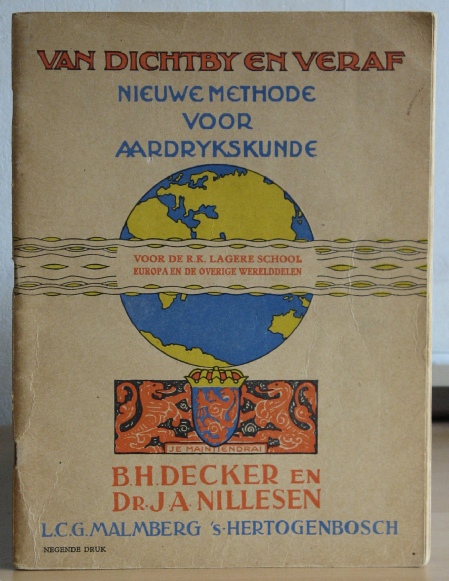 VAN DICHTBY EN VERAF
NIEUWE METHODE
VOOR
AARDRYKSKUNDE
VOOR DE R.K. LAGERE SCHOOL
EUROPA EN DE OVERIGE WERELDDELEN
JE MAINTIENDRAI
B.H. DECKER EN
DR. J.A. NILLESEN
L.C.G. MALMBERG 's-HERTOGENBOSCH
NEGENDE DRUK